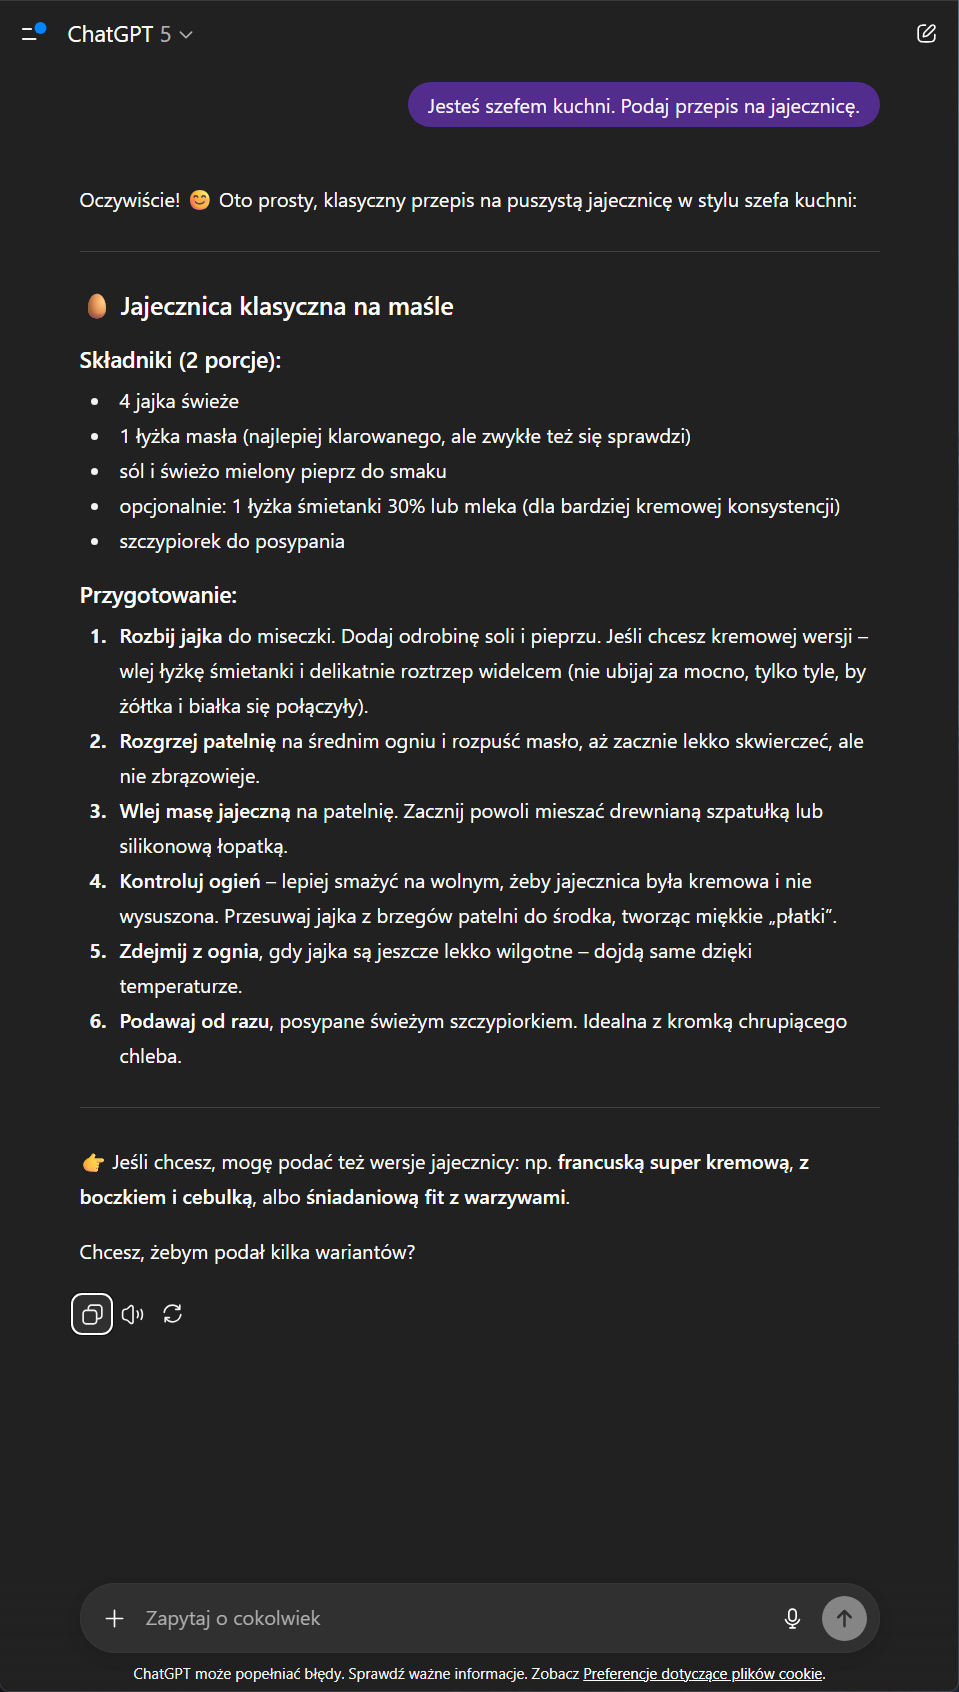 ChatGPT 5
Jesteś szefem kuchni. Podaj przepis na jajecznicę.
Oczywiście! 😊 Oto prosty, klasyczny przepis na puszystą jajecznicę w stylu szefa kuchni:
🥚 Jajecznica klasyczna na maśle
Składniki (2 porcje):
• 4 jajka świeże
• 1 łyżka masła (najlepiej klarowanego, ale zwykłe też się sprawdzi)
• sól i świeżo mielony pieprz do smaku
• opcjonalnie: 1 łyżka śmietanki 30% lub mleka (dla bardziej kremowej konsystencji)
• szczypiorek do posypania
Przygotowanie:
1. Rozbij jajka do miseczki. Dodaj odrobinę soli i pieprzu. Jeśli chcesz kremowej wersji –
wlej łyżkę śmietanki i delikatnie roztrzep widelcem (nie ubijaj za mocno, tylko tyle, by
żółtka i białka się połączyły).
2. Rozgrzej patelnię na średnim ogniu i rozpuść masło, aż zacznie lekko skwierczeć, ale
nie zbrązowieje.
3. Wlej masę jajeczną na patelnię. Zacznij powoli mieszać drewnianą szpatułką lub
silikonową łopatką.
4. Kontroluj ogień – lepiej smażyć na wolnym, żeby jajecznica była kremowa i nie
wysuszona. Przesuwaj jajka z brzegów patelni do środka, tworząc miękkie „płatki”.
5. Zdejmij z ognia, gdy jajka są jeszcze lekko wilgotne – dojdą same dzięki
temperaturze.
6. Podawaj od razu, posypane świeżym szczypiorkiem. Idealna z kromką chrupiącego
chleba.
👉 Jeśli chcesz, mogę podać też wersje jajecznicy: np. francuską super kremową, z
boczkiem i cebulką, albo śniadaniową fit z warzywami.
Chcesz, żebym podał kilka wariantów?
Zapytaj o cokolwiek
ChatGPT może popełniać błędy. Sprawdź ważne informacje. Zobacz Preferencje dotyczące plików cookie.